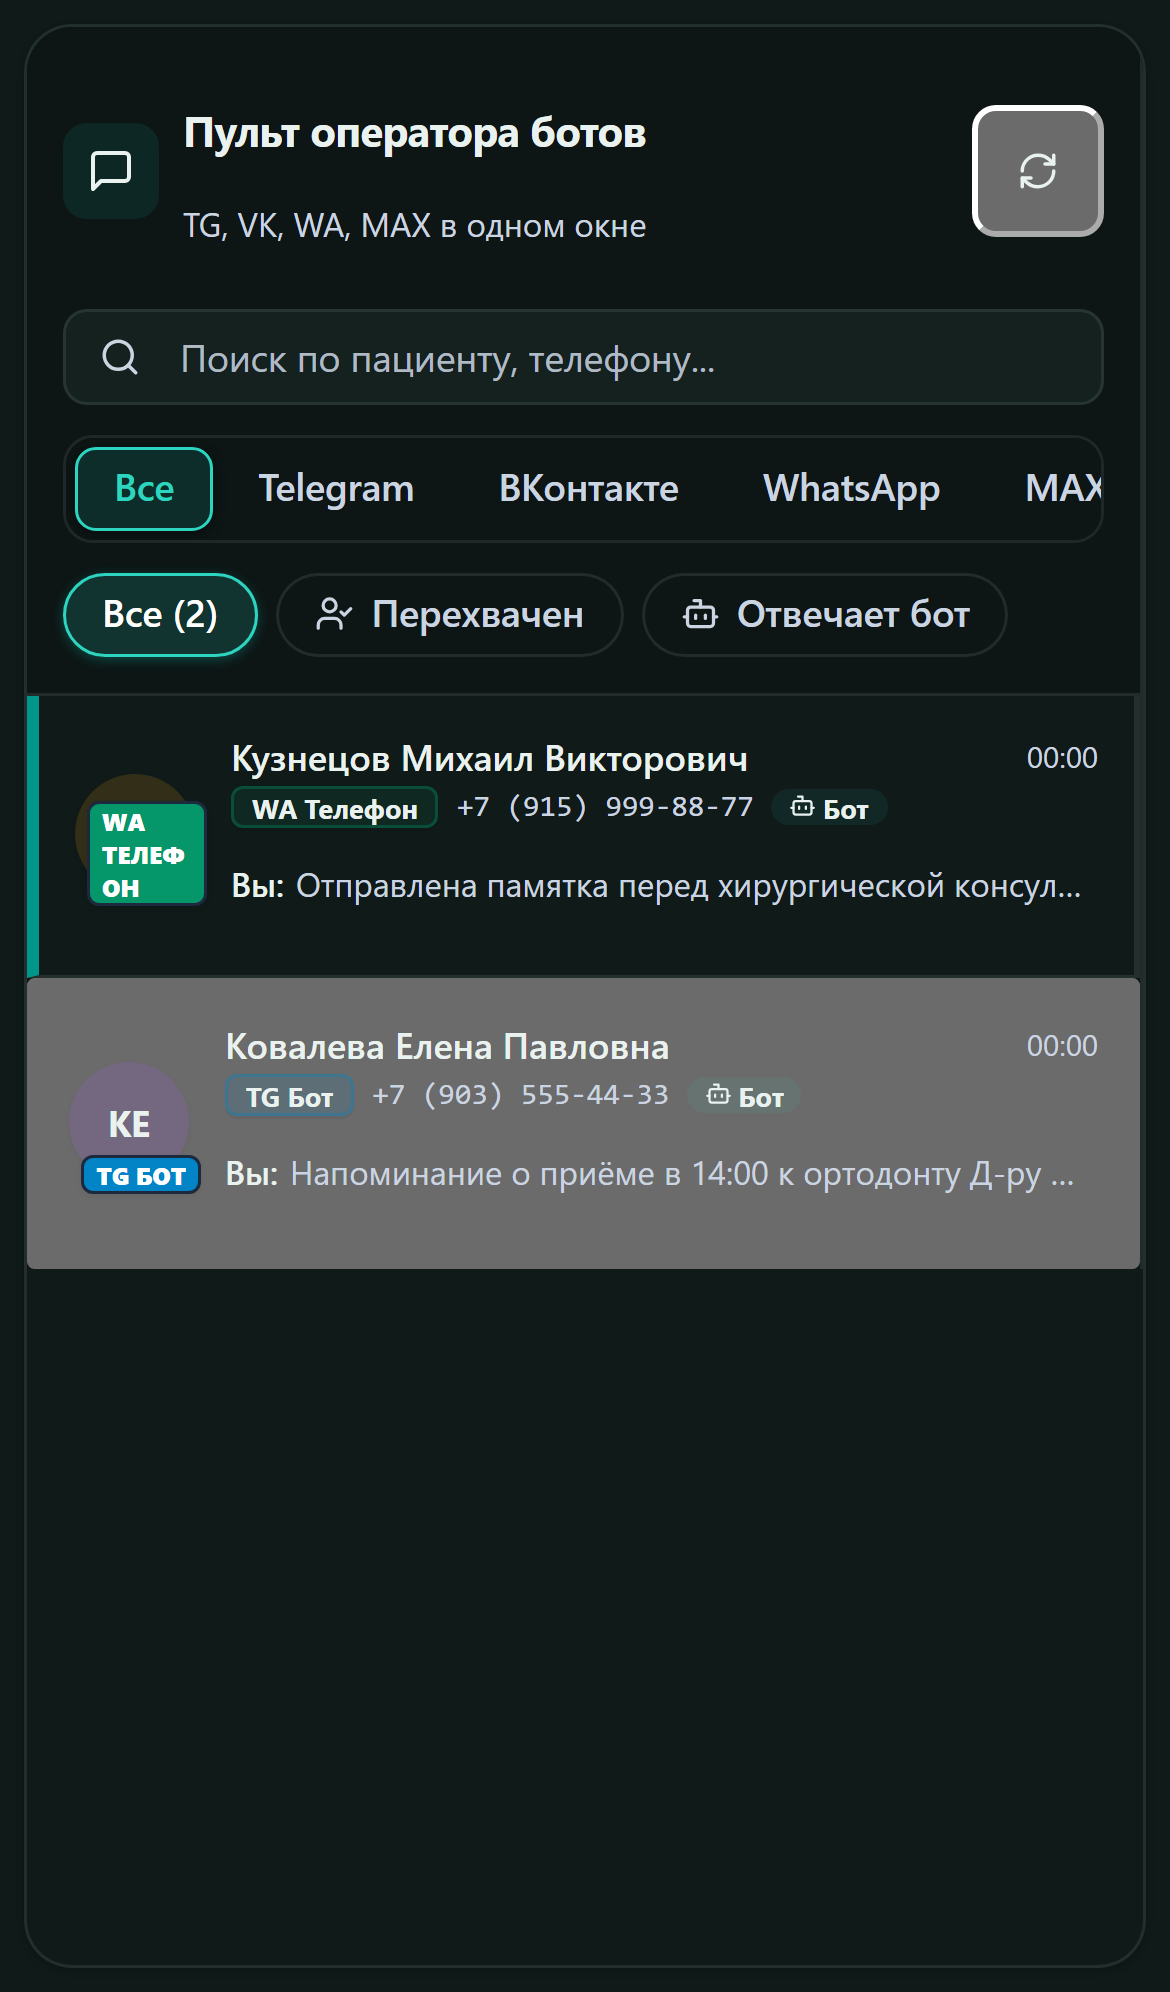 Пульт оператора ботов
TG, VK, WA, MAX в одном окне
Поиск по пациенту, телефону...
Все Telegram ВКонтакте WhatsApp MAX
Все (2) Перехвачен Отвечает бот
Кузнецов Михаил Викторович 00:00
WA Телефон +7 (915) 999-88-77 Бот
WA
ТЕЛЕФ
ОН
Вы: Отправлена памятка перед хирургической консул...
Ковалева Елена Павловна 00:00
TG Бот +7 (903) 555-44-33 Бот
КЕ
TG БОТ
Вы: Напоминание о приёме в 14:00 к ортодонту Д-ру ...